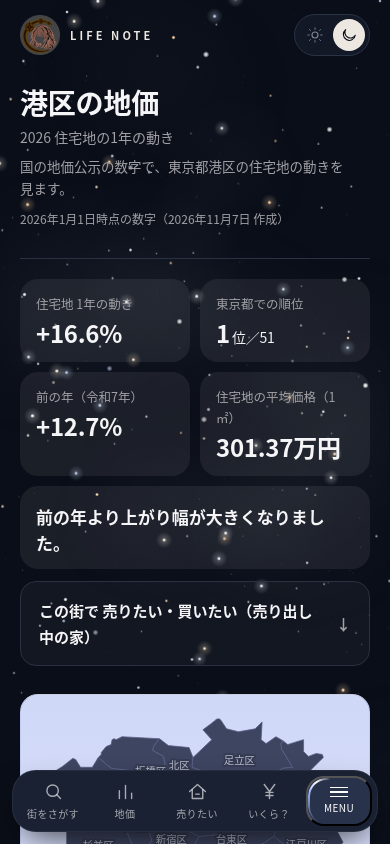 LIFE NOTE
港区の地価
2026 住宅地の1年の動き
国の地価公示の数字で、東京都港区の住宅地の動きを
見ます。
2026年1月1日時点の数字（2026年11月7日 作成）
住宅地 1年の動き
+16.6%
東京都での順位
1位／51
前の年（令和7年）
+12.7%
住宅地の平均価格（1
㎡）
301.37万円
前の年より上がり幅が大きくなりまし
た。
この街で 売りたい・買いたい（売り出し
中の家）
↓
足立区
北区
板橋区
街をさがす
地価
売りたい
いくら？
MENU
新宿区
台東区
江戸川区